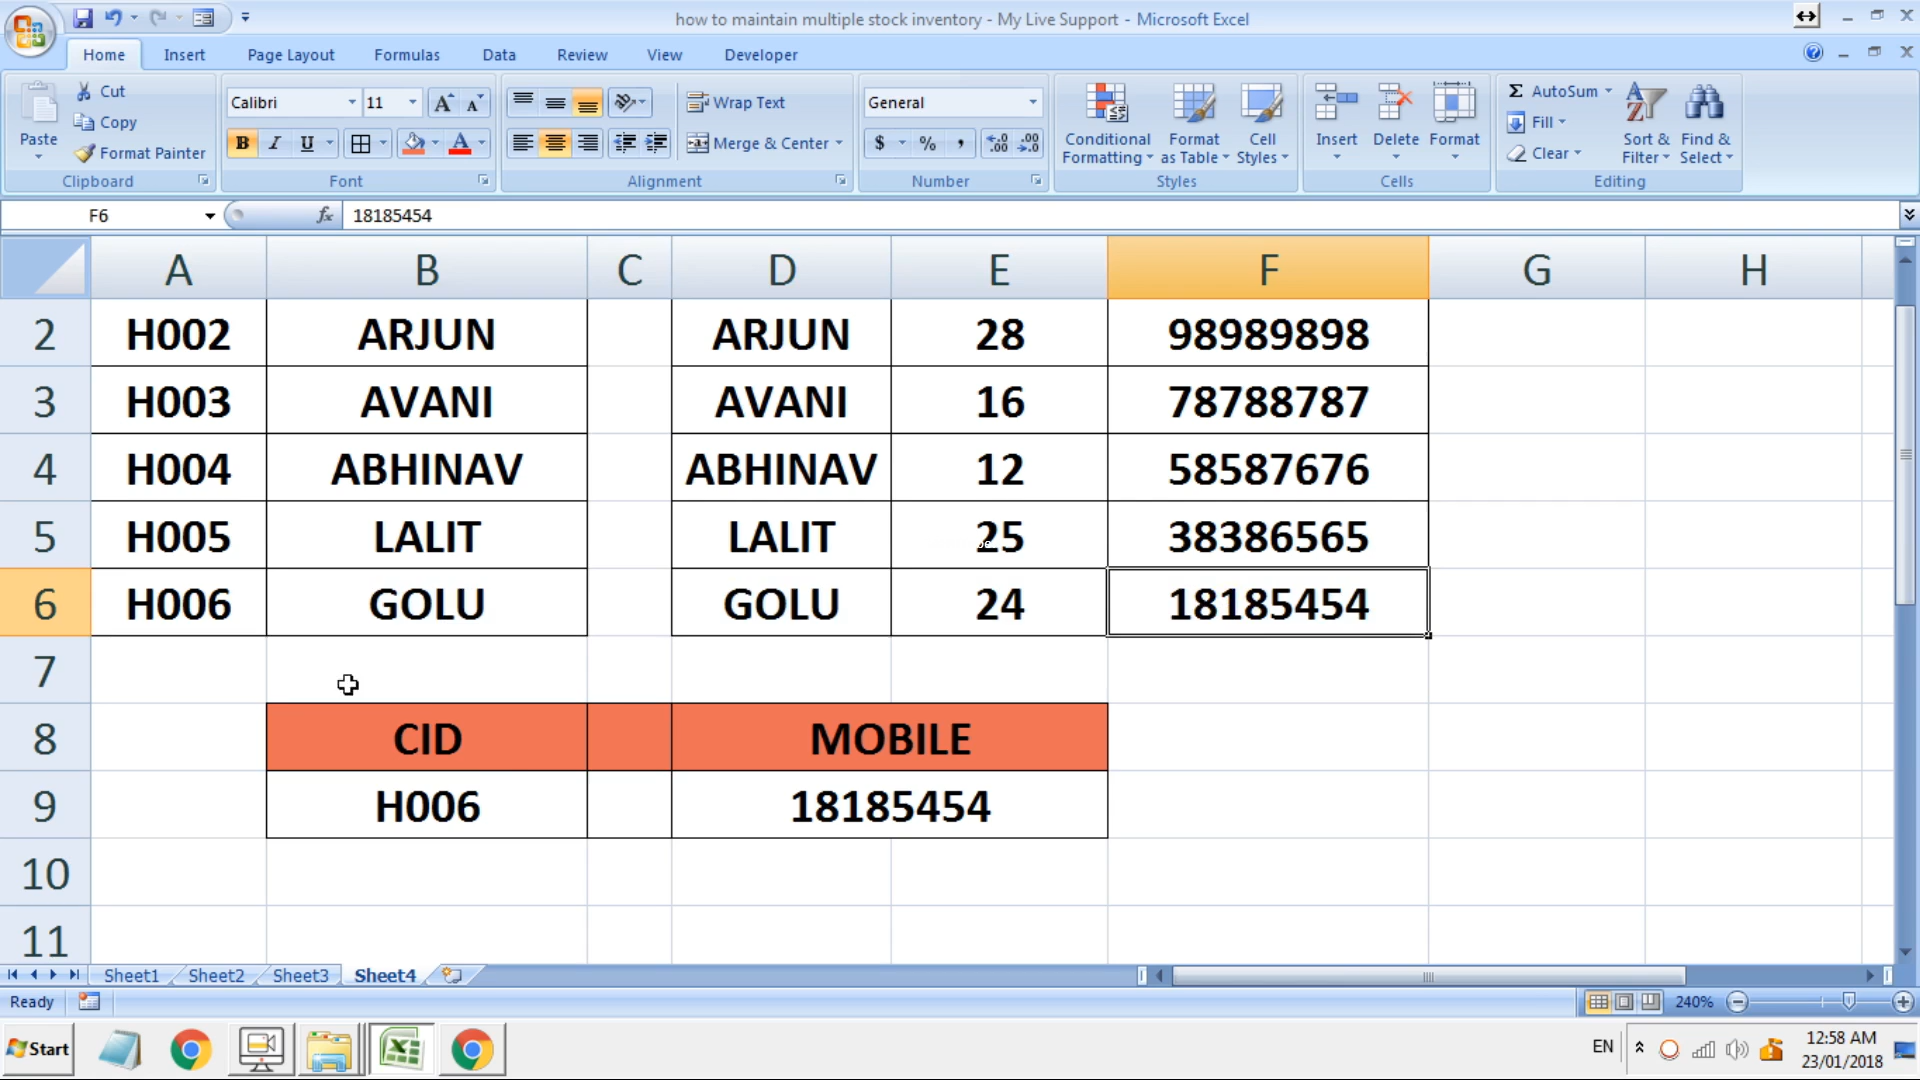 how to maintain multiple stock inventory - My Live Support - Microsoft Excel
Home Insert Page Layout Formulas Data Review View Developer
Paste
Cut
Copy
Format Painter
Clipboard
Calibri 11
B I U
Font
Wrap Text
Merge & Center
Alignment
General
$ % ,
Number
Conditional Formatting
Format as Table
Cell Styles
Styles
Insert Delete Format
Cells
Σ AutoSum
Fill
Clear
Sort & Filter
Find & Select
Editing
F6 fx 18185454
A B C D E F G H
2 H002 ARJUN ARJUN 28 98989898
3 H003 AVANI AVANI 16 78788787
4 H004 ABHINAV ABHINAV 12 58587676
5 H005 LALIT LALIT 25 38386565
6 H006 GOLU GOLU 24 18185454
7
8 CID MOBILE
9 H006 18185454
10
11
Sheet1 Sheet2 Sheet3 Sheet4
Ready 240%
Start EN 12:58 AM
23/01/2018